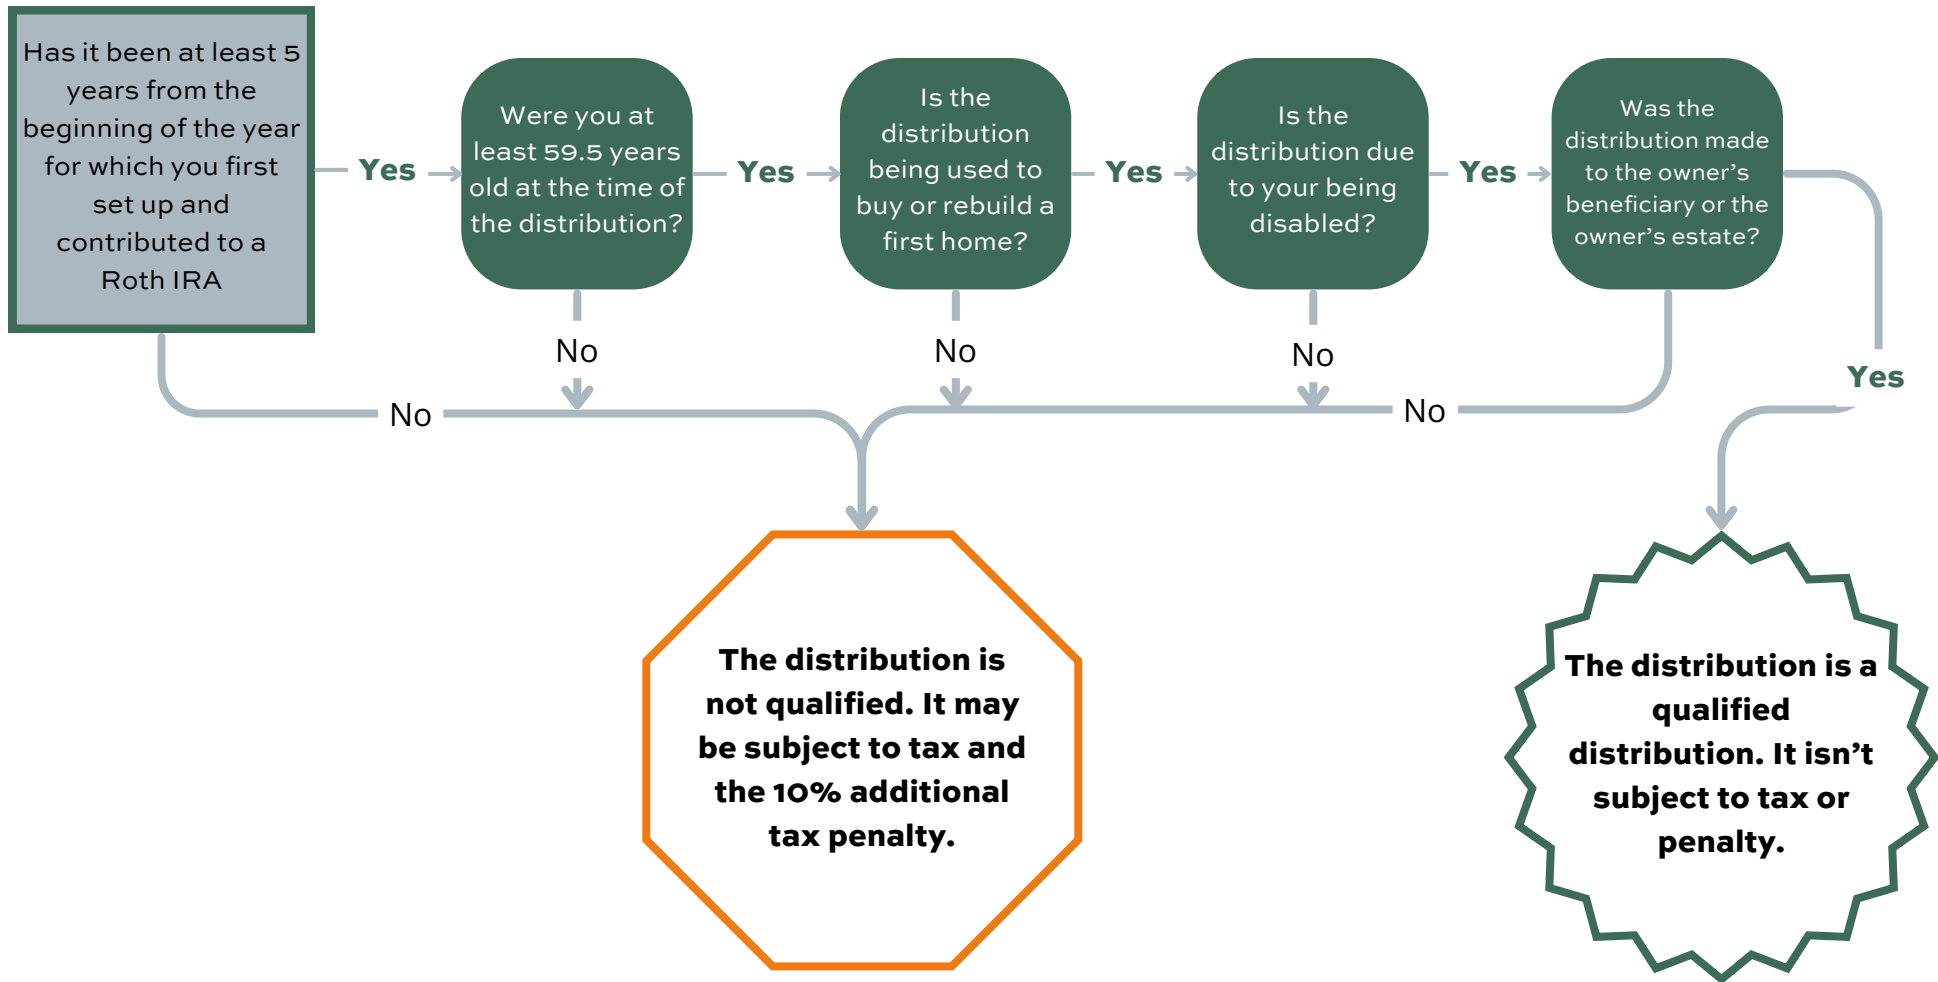 Has it been at least 5
years from the
beginning of the year
for which you first
set up and
contributed to a
Roth IRA
Yes
Were you at
least 59.5 years
old at the time of
the distribution?
Yes
Is the
distribution
being used to
buy or rebuild a
first home?
Yes
Is the
distribution due
to your being
disabled?
Yes
Was the
distribution made
to the owner's
beneficiary or the
owner's estate?
Yes
No
No
No
No
No
The distribution is
not qualified. It may
be subject to tax and
the 10% additional
tax penalty.
The distribution is a
qualified
distribution. It isn't
subject to tax or
penalty.